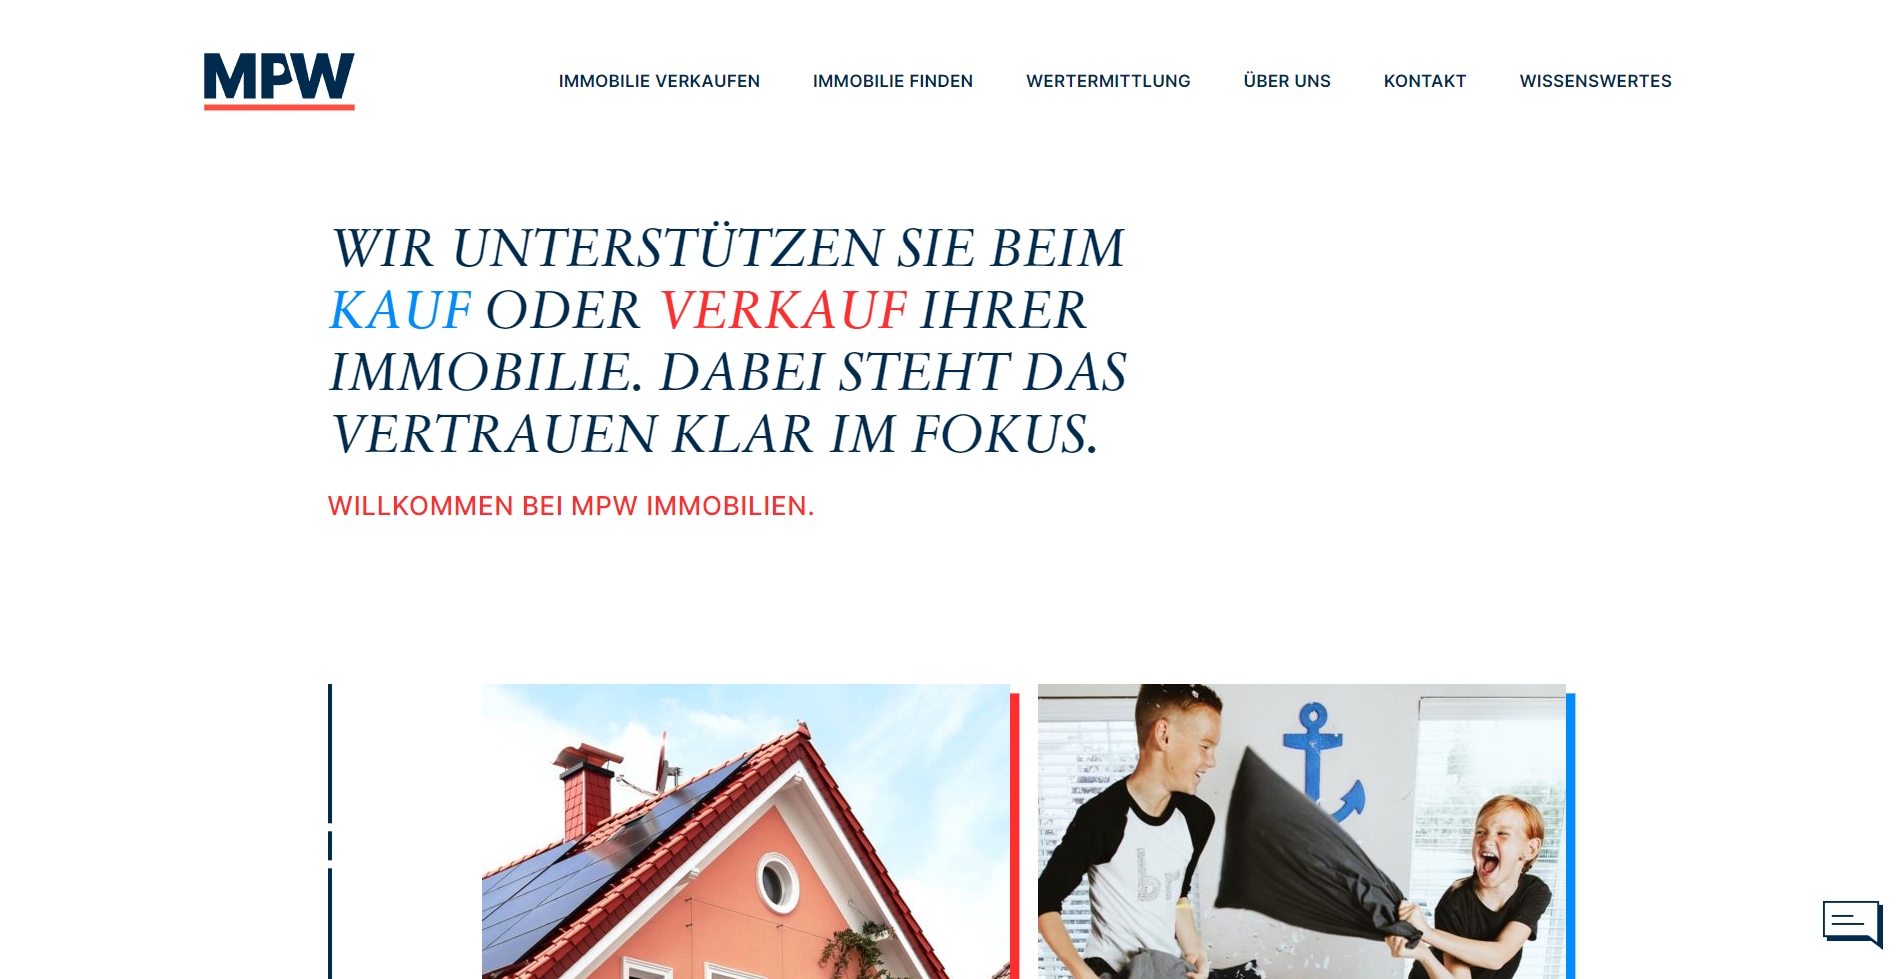 MPW
IMMOBILIE VERKAUFEN
IMMOBILIE FINDEN
WERTERMITTLUNG
ÜBER UNS
KONTAKT
WISSENSWERTES
WIR UNTERSTÜTZEN SIE BEIM
KAUF ODER VERKAUF IHRER
IMMOBILIE. DABEI STEHT DAS
VERTRAUEN KLAR IM FOKUS.
WILLKOMMEN BEI MPW IMMOBILIEN.